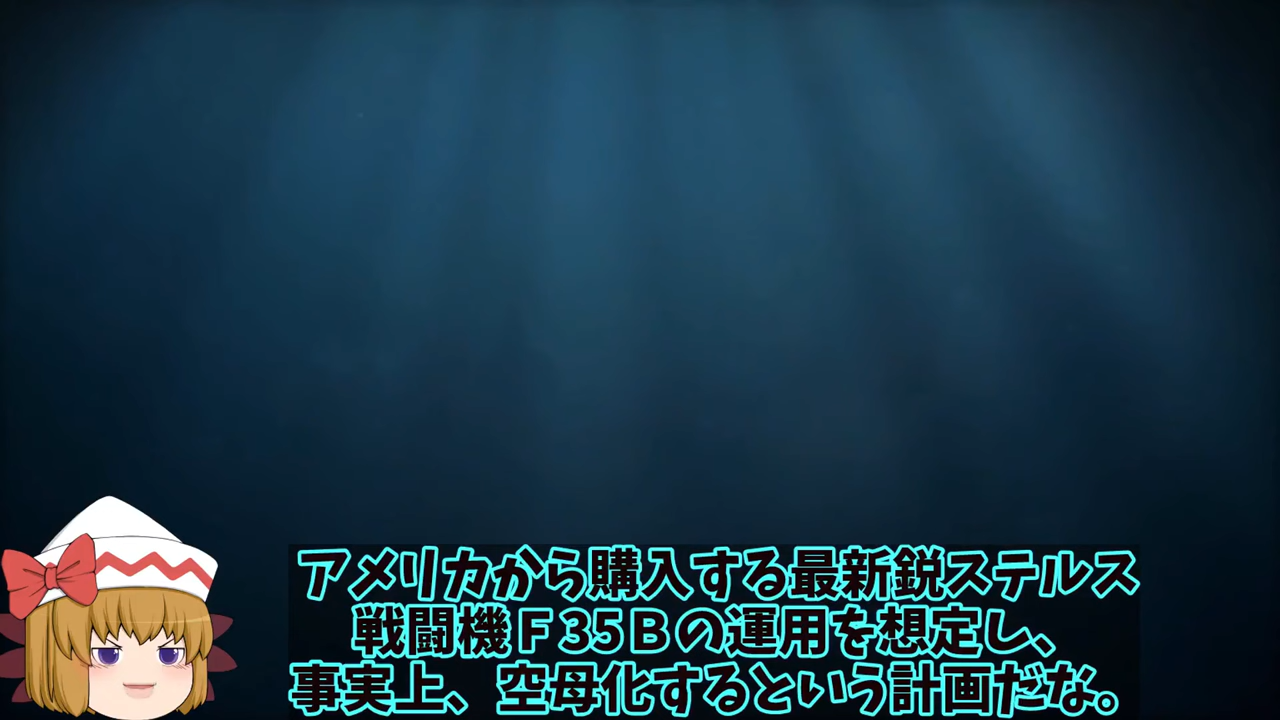 アメリカから購入する最新鋭ステルス
戦闘機F35Bの運用を想定し、
事実上、空母化するという計画だな。